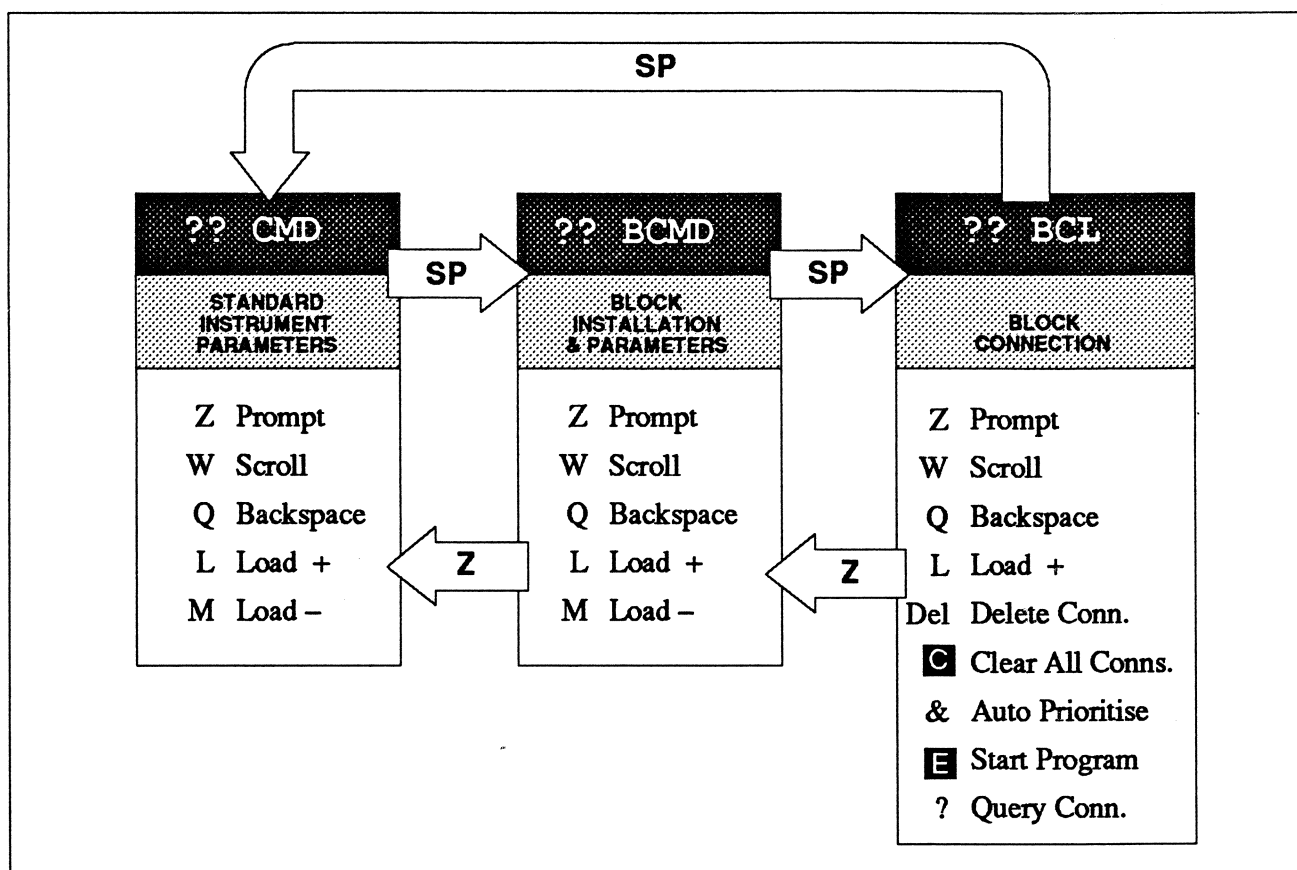 SP
?? CMD
SP
STANDARD
INSTRUMENT
PARAMETERS
Z Prompt
W Scroll
Q Backspace
L Load +
M Load –
Z
?? BCMD
SP
BLOCK
INSTALLATION
& PARAMETERS
Z Prompt
W Scroll
Q Backspace
L Load +
M Load –
Z
?? BCL
BLOCK
CONNECTION
Z Prompt
W Scroll
Q Backspace
L Load +
Del Delete Conn.
C Clear All Conns.
& Auto Prioritise
E Start Program
? Query Conn.